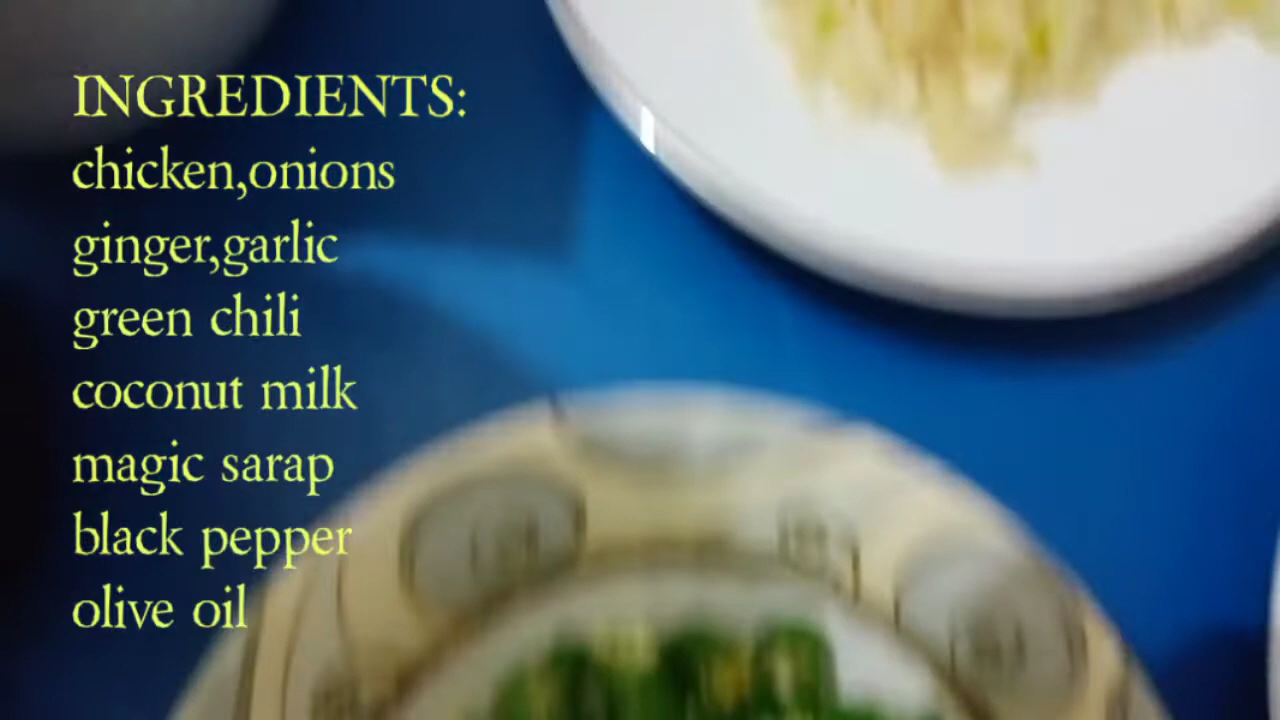 INGREDIENTS:
chicken,onions
ginger,garlic
green chili
coconut milk
magic sarap
black pepper
olive oil